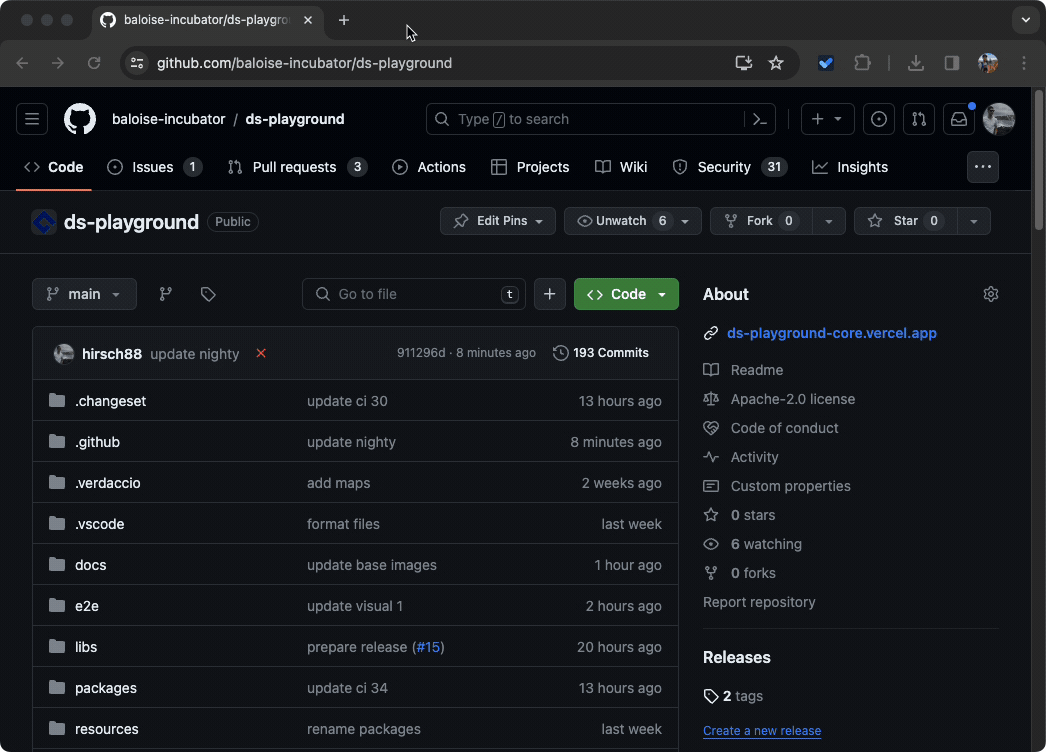 baloise-incubator/ds-playgro
github.com/baloise-incubator/ds-playground
baloise-incubator / ds-playground
Type / to search
Code
Issues 1
Pull requests 3
Actions
Projects
Wiki
Security 31
Insights
ds-playground Public
Edit Pins
Unwatch 6
Fork 0
Star 0
main
Go to file t
Code
hirsch88 update nighty 911296d · 8 minutes ago 193 Commits
.changeset update ci 30 13 hours ago
.github update nighty 8 minutes ago
.verdaccio add maps 2 weeks ago
.vscode format files last week
docs update base images 1 hour ago
e2e update visual 1 2 hours ago
libs prepare release (#15) 20 hours ago
packages update ci 34 13 hours ago
resources rename packages last week
About
ds-playground-core.vercel.app
Readme
Apache-2.0 license
Code of conduct
Activity
Custom properties
0 stars
6 watching
0 forks
Report repository
Releases
2 tags
Create a new release